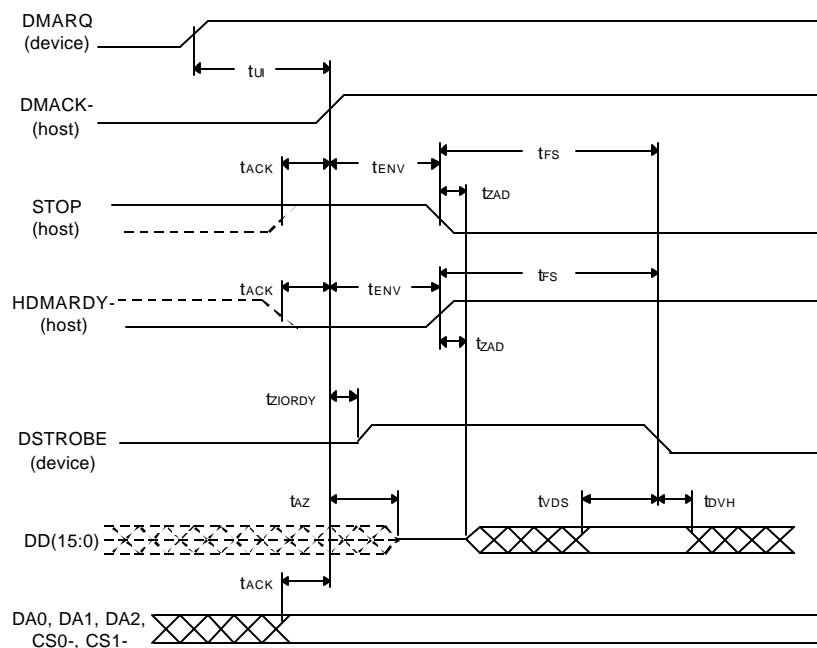 DMARQ
(device)
tUI
DMACK-
(host)
tACK
tENV
tFS
tZAD
STOP
(host)
tACK
tENV
tFS
HDMARDY-
(host)
tZAD
tZIORDY
DSTROBE
(device)
tAZ
tVDS
tDVH
DD(15:0)
tACK
DA0, DA1, DA2,
CS0-, CS1-